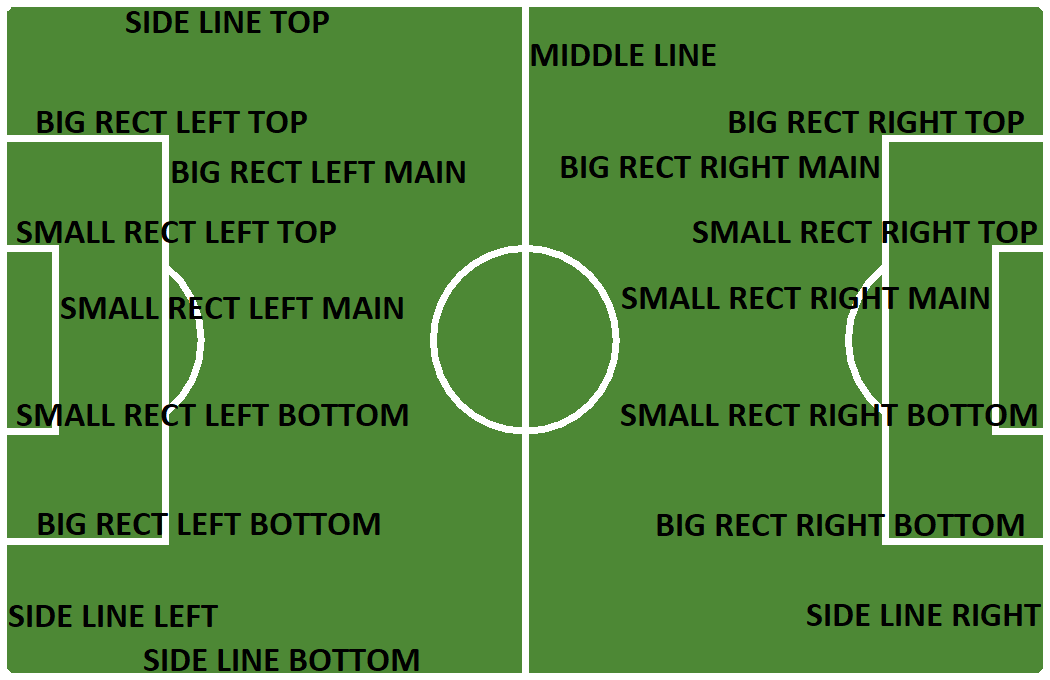 SIDE LINE TOP
MIDDLE LINE
BIG RECT LEFT TOP
BIG RECT RIGHT TOP
BIG RECT LEFT MAIN
BIG RECT RIGHT MAIN
SMALL RECT LEFT TOP
SMALL RECT RIGHT TOP
SMALL RECT LEFT MAIN
SMALL RECT RIGHT MAIN
SMALL RECT LEFT BOTTOM
SMALL RECT RIGHT BOTTOM
BIG RECT LEFT BOTTOM
BIG RECT RIGHT BOTTOM
SIDE LINE LEFT
SIDE LINE RIGHT
SIDE LINE BOTTOM